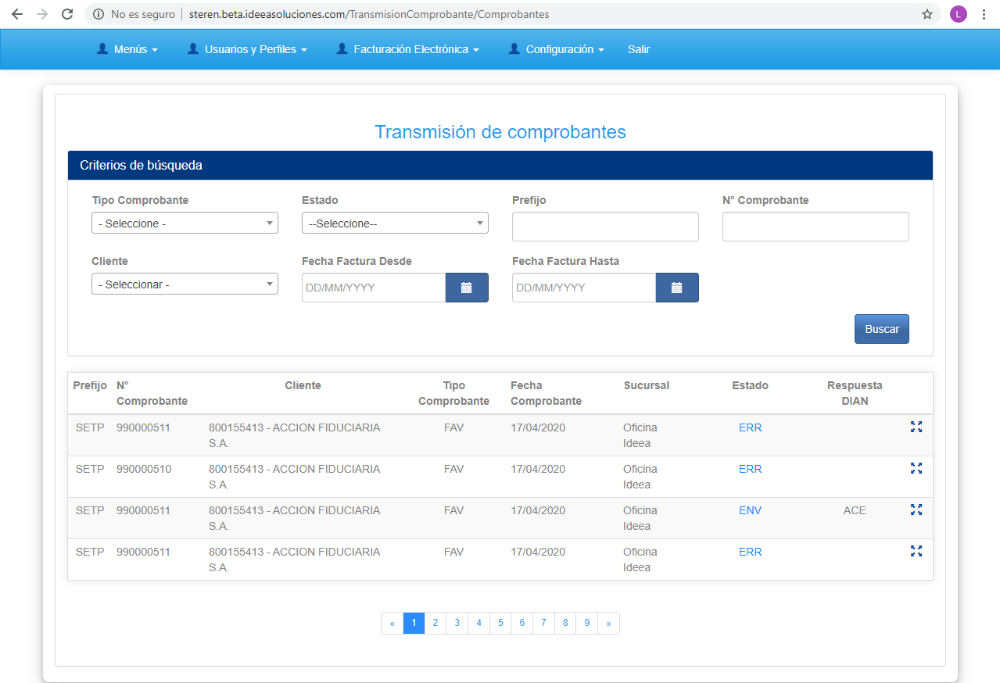 No es seguro | steren.beta.ideeasoluciones.com/TransmisionComprobante/Comprobantes
L
Menús Usuarios y Perfiles Facturación Electrónica Configuración Salir
Transmisión de comprobantes
Criterios de búsqueda
Tipo Comprobante Estado Prefijo N° Comprobante
- Seleccione - --Seleccione--
Cliente Fecha Factura Desde Fecha Factura Hasta
- Seleccionar - DD/MM/YYYY DD/MM/YYYY
Buscar
Prefijo N° Cliente Tipo Fecha Sucursal Estado Respuesta
Comprobante Comprobante Comprobante DIAN
SETP 990000511 800155413 - ACCION FIDUCIARIA FAV 17/04/2020 Oficina ERR
S.A. Ideea
SETP 990000510 800155413 - ACCION FIDUCIARIA FAV 17/04/2020 Oficina ERR
S.A. Ideea
SETP 990000511 800155413 - ACCION FIDUCIARIA FAV 17/04/2020 Oficina ENV ACE
S.A. Ideea
SETP 990000511 800155413 - ACCION FIDUCIARIA FAV 17/04/2020 Oficina ERR
S.A. Ideea
« 1 2 3 4 5 6 7 8 9 »